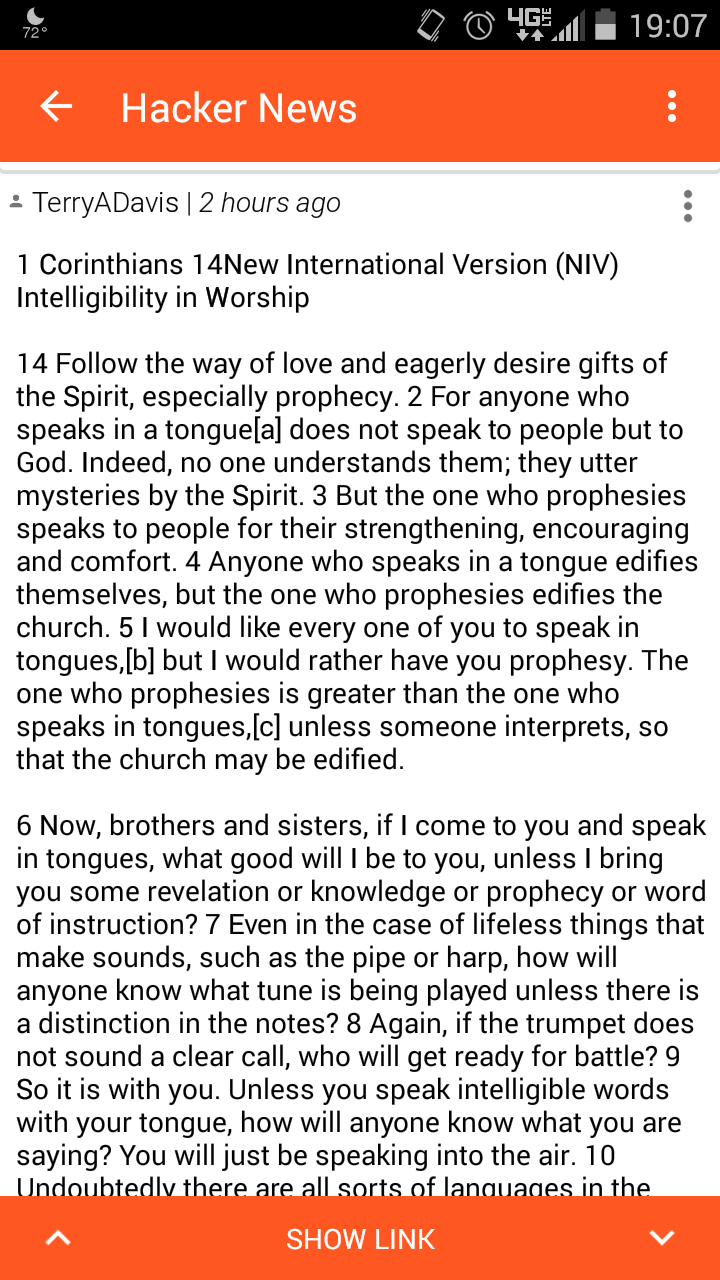 72°
4G LTE
19:07
Hacker News
TerryADavis | 2 hours ago
1 Corinthians 14New International Version (NIV)
Intelligibility in Worship
14 Follow the way of love and eagerly desire gifts of
the Spirit, especially prophecy. 2 For anyone who
speaks in a tongue[a] does not speak to people but to
God. Indeed, no one understands them; they utter
mysteries by the Spirit. 3 But the one who prophesies
speaks to people for their strengthening, encouraging
and comfort. 4 Anyone who speaks in a tongue edifies
themselves, but the one who prophesies edifies the
church. 5 I would like every one of you to speak in
tongues,[b] but I would rather have you prophesy. The
one who prophesies is greater than the one who
speaks in tongues,[c] unless someone interprets, so
that the church may be edified.
6 Now, brothers and sisters, if I come to you and speak
in tongues, what good will I be to you, unless I bring
you some revelation or knowledge or prophecy or word
of instruction? 7 Even in the case of lifeless things that
make sounds, such as the pipe or harp, how will
anyone know what tune is being played unless there is
a distinction in the notes? 8 Again, if the trumpet does
not sound a clear call, who will get ready for battle? 9
So it is with you. Unless you speak intelligible words
with your tongue, how will anyone know what you are
saying? You will just be speaking into the air. 10
Undoubtedly there are all sorts of languages in the
SHOW LINK